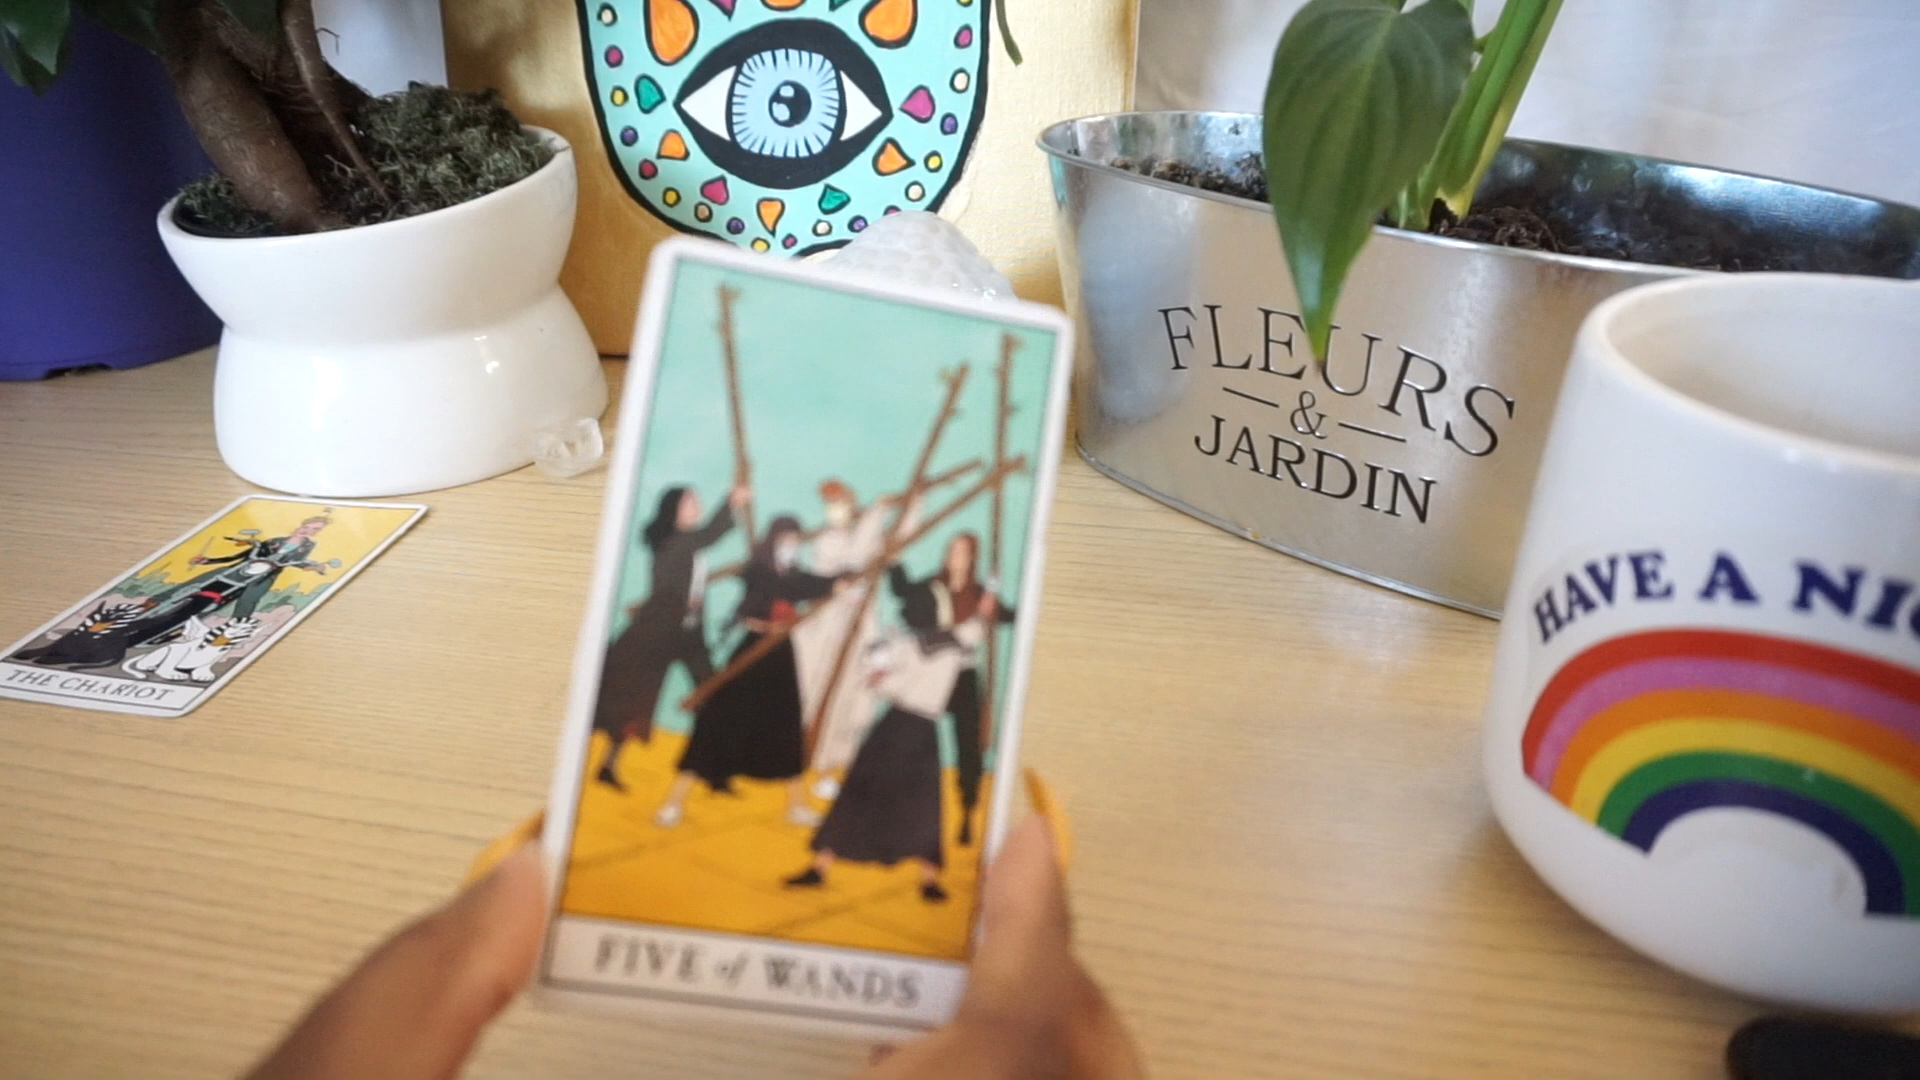 FLEURS
&
JARDIN
HAVE A NI
THE CHARIOT
FIVE of WANDS